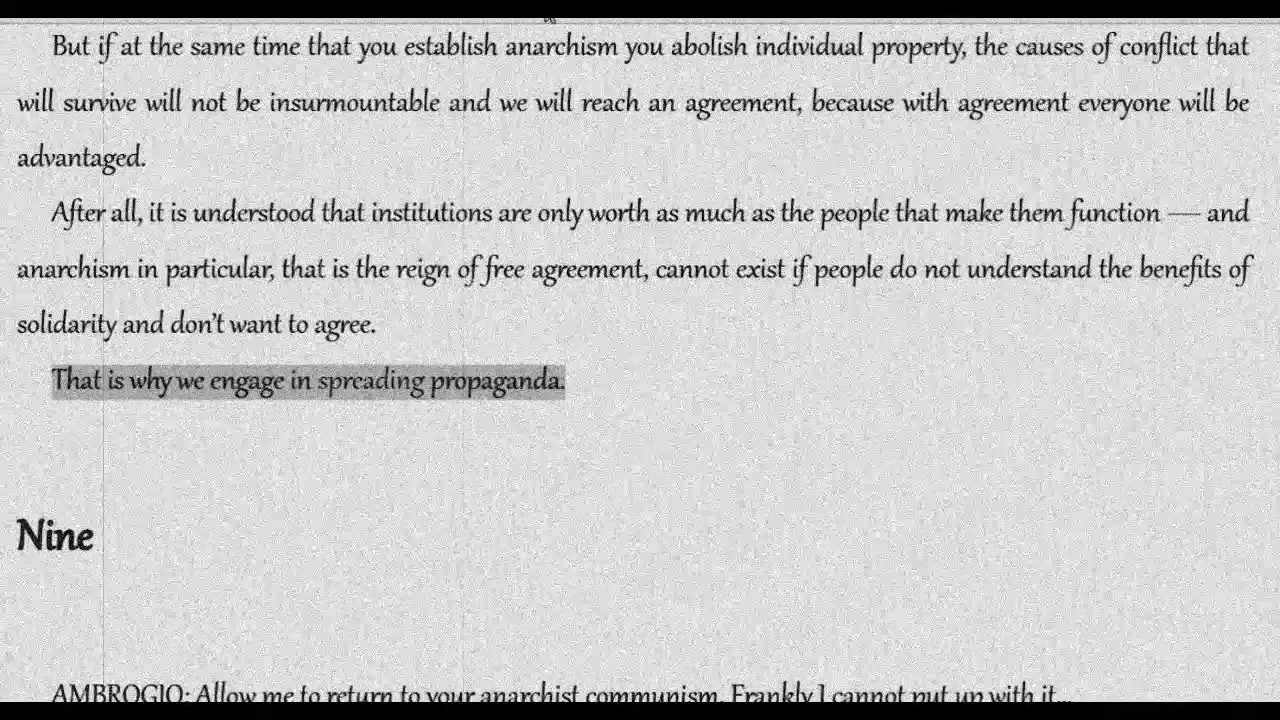 But if at the same time that you establish anarchism you abolish individual property, the causes of conflict that
will survive will not be insurmountable and we will reach an agreement, because with agreement everyone will be
advantaged.
After all, it is understood that institutions are only worth as much as the people that make them function — and
anarchism in particular, that is the reign of free agreement, cannot exist if people do not understand the benefits of
solidarity and don’t want to agree.
That is why we engage in spreading propaganda.
Nine
AMBROGIO: Allow me to return to your anarchist communism. Frankly I cannot put up with it...